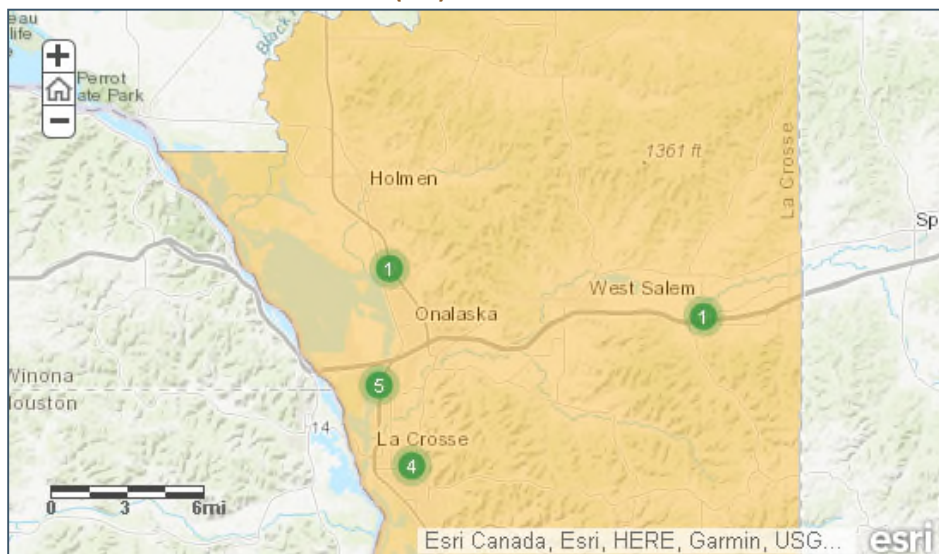 eau
life
Black
+
Perrot
ate Park
−
1361 ft
La Crosse
Holmen
Sp
1
West Salem
Onalaska
1
Winona
Houston
5
14
La Crosse
4
0 3 6mi
Esri Canada, Esri, HERE, Garmin, USG...
esri